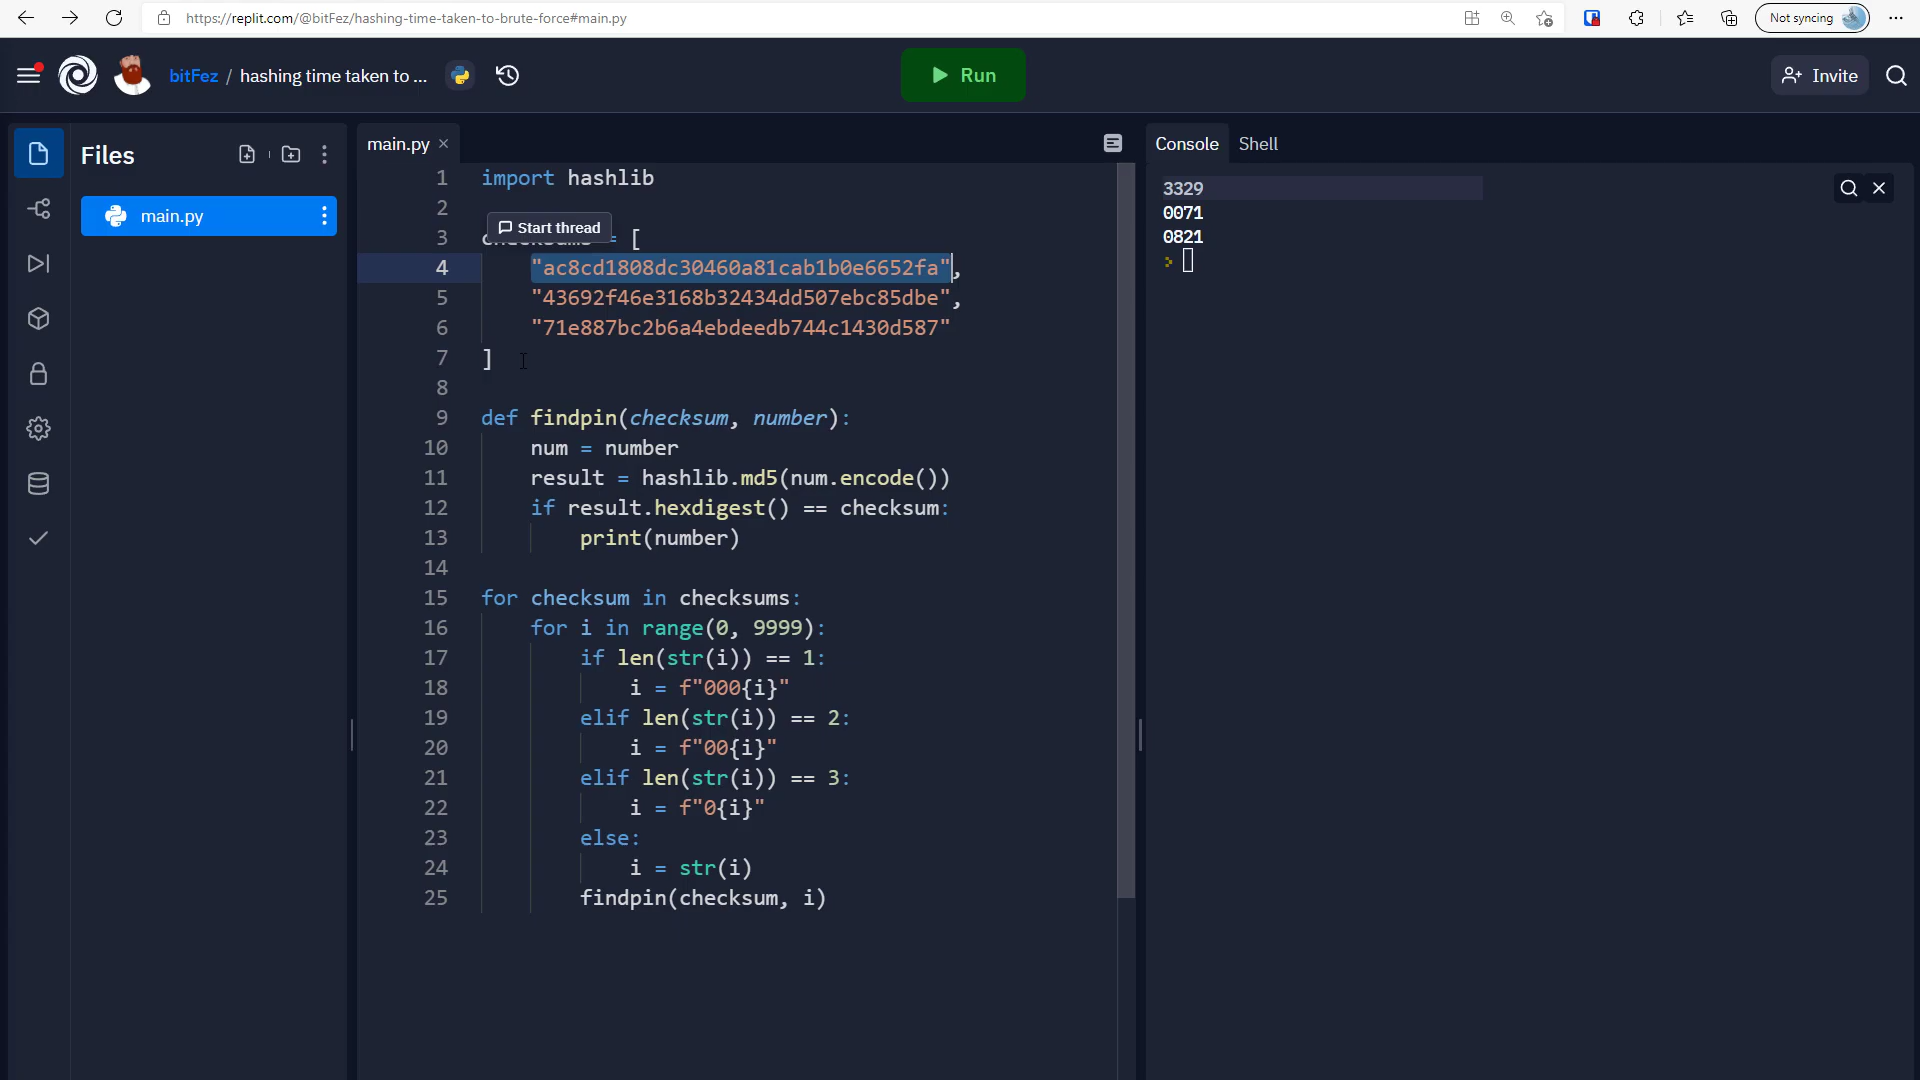 https://replit.com/@bitFez/hashing-time-taken-to-brute-force#main.py
Not syncing
bitFez / hashing time taken to ...
Run
Invite
Files
main.py
main.py
Console
Shell
1 import hashlib
2
Start thread
3 = [
4 "ac8cd1808dc30460a81cab1b0e6652fa",
5 "43692f46e3168b32434dd507ebc85dbe",
6 "71e887bc2b6a4ebdeedb744c1430d587"
7 ]
8
9 def findpin(checksum, number):
10 num = number
11 result = hashlib.md5(num.encode())
12 if result.hexdigest() == checksum:
13 print(number)
14
15 for checksum in checksums:
16 for i in range(0, 9999):
17 if len(str(i)) == 1:
18 i = f"000{i}"
19 elif len(str(i)) == 2:
20 i = f"00{i}"
21 elif len(str(i)) == 3:
22 i = f"0{i}"
23 else:
24 i = str(i)
25 findpin(checksum, i)
3329
0071
0821
>